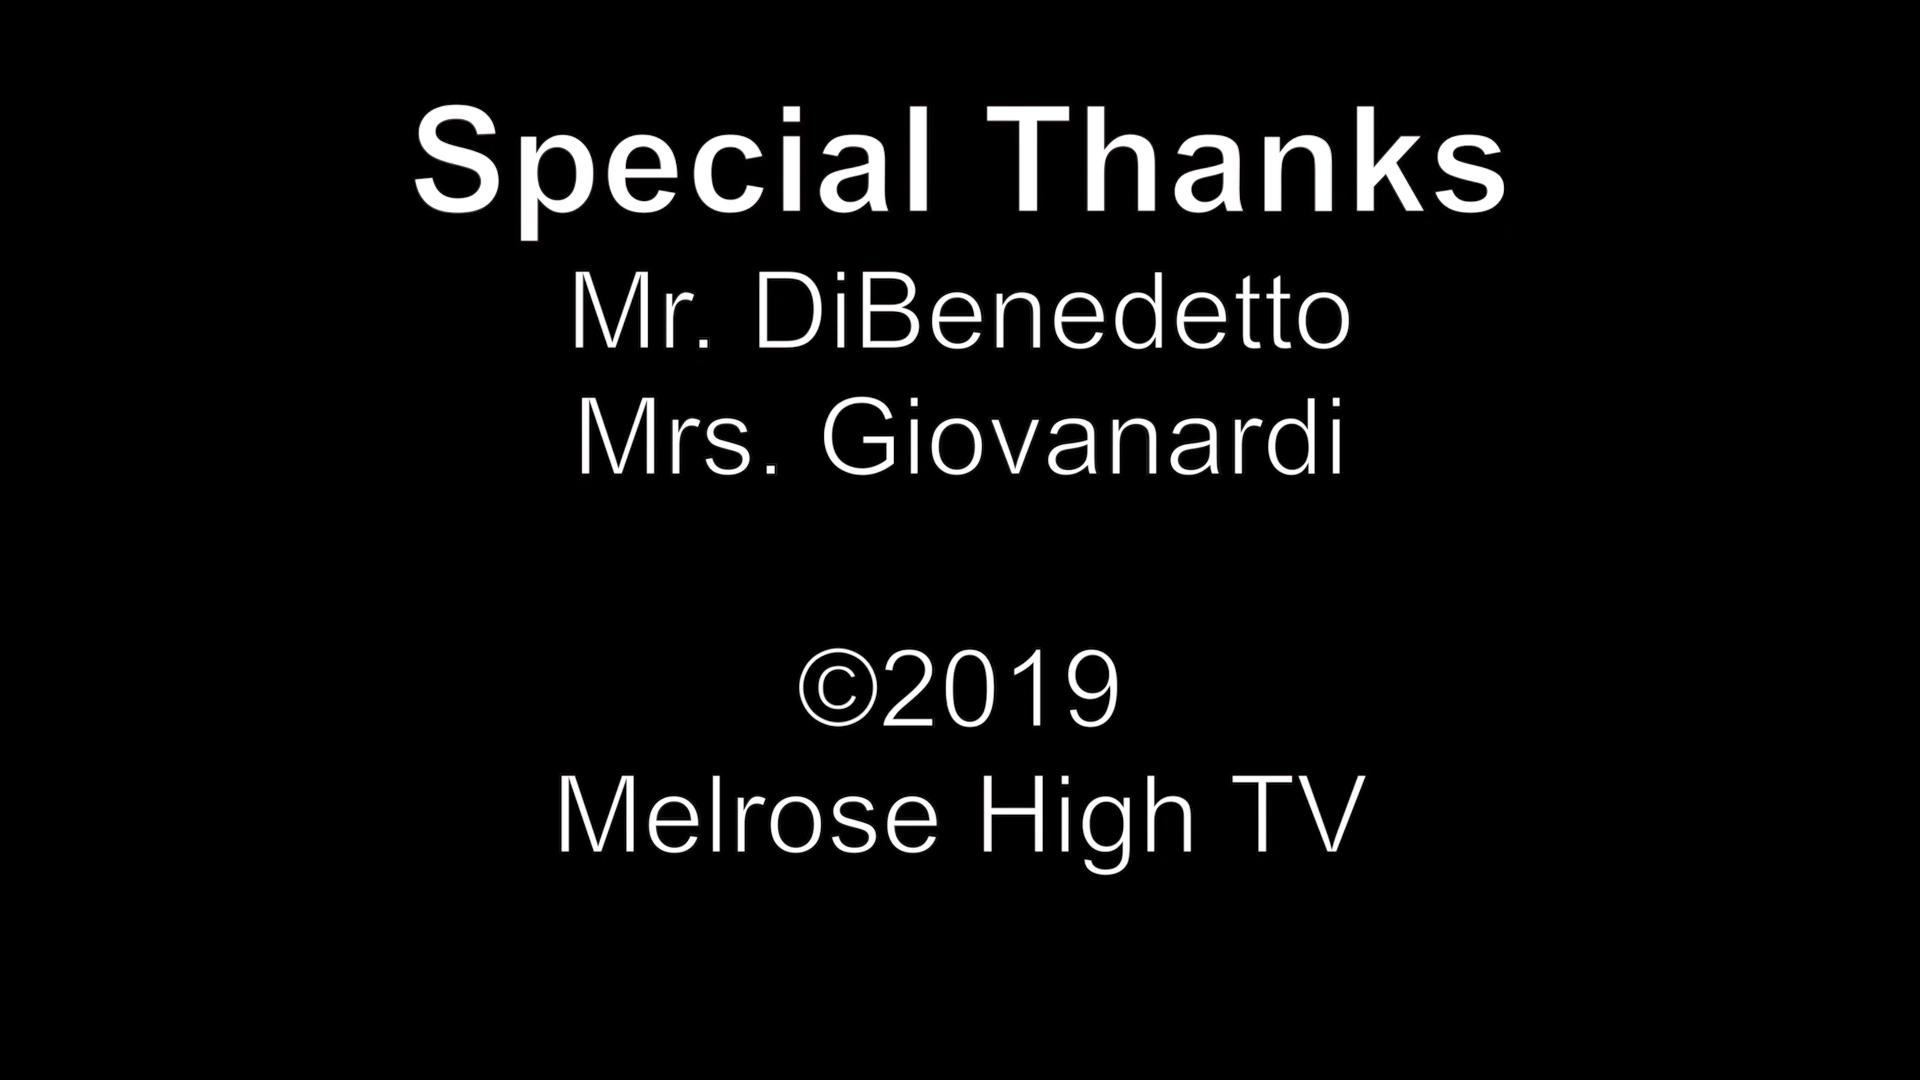 Special Thanks
Mr. DiBenedetto
Mrs. Giovanardi
©2019
Melrose High TV